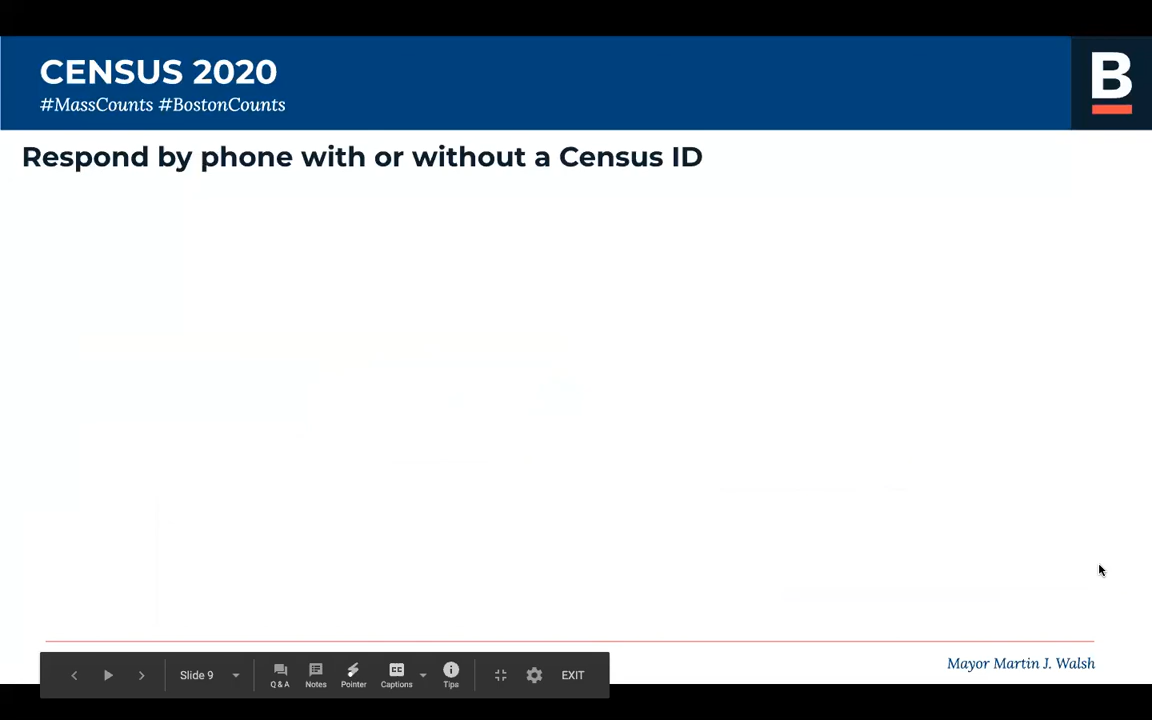 CENSUS 2020
#MassCounts #BostonCounts
B
Respond by phone with or without a Census ID
Mayor Martin J. Walsh
Slide 9
Q & A
Notes
Pointer
CC
Captions
Tips
EXIT